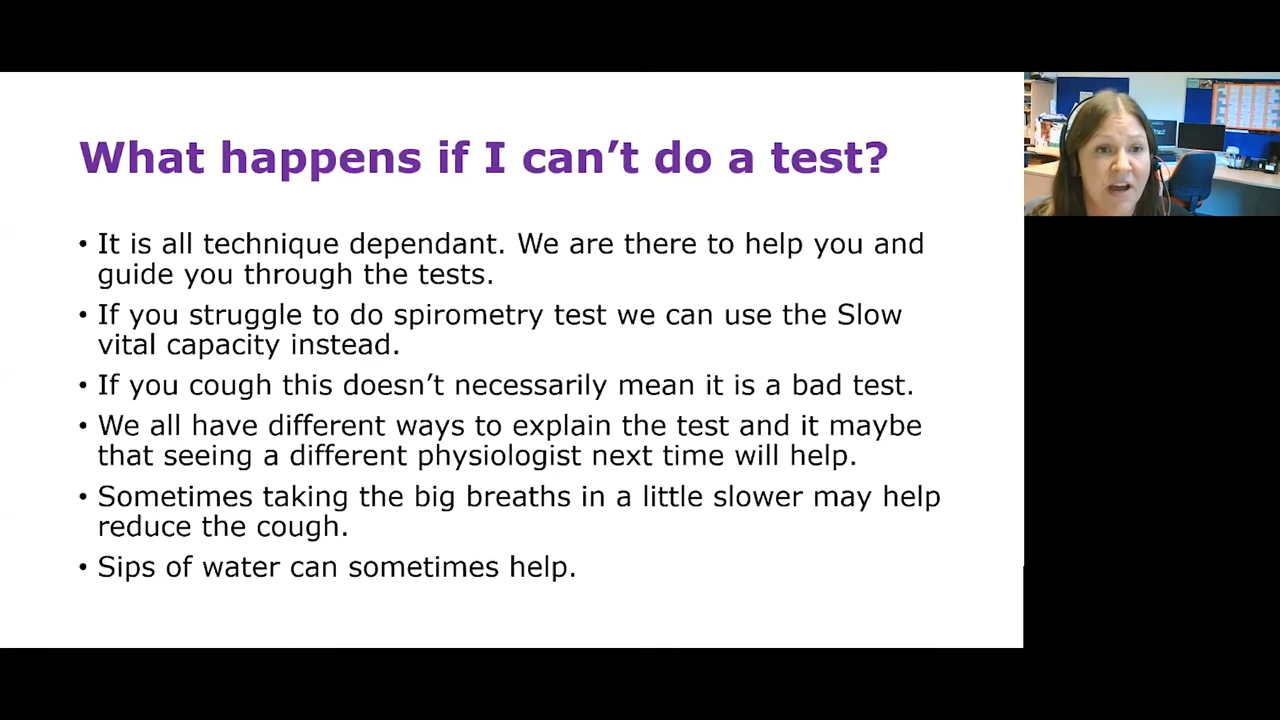 What happens if I can't do a test?
• It is all technique dependant. We are there to help you and
guide you through the tests.
• If you struggle to do spirometry test we can use the Slow
vital capacity instead.
• If you cough this doesn't necessarily mean it is a bad test.
• We all have different ways to explain the test and it maybe
that seeing a different physiologist next time will help.
• Sometimes taking the big breaths in a little slower may help
reduce the cough.
• Sips of water can sometimes help.